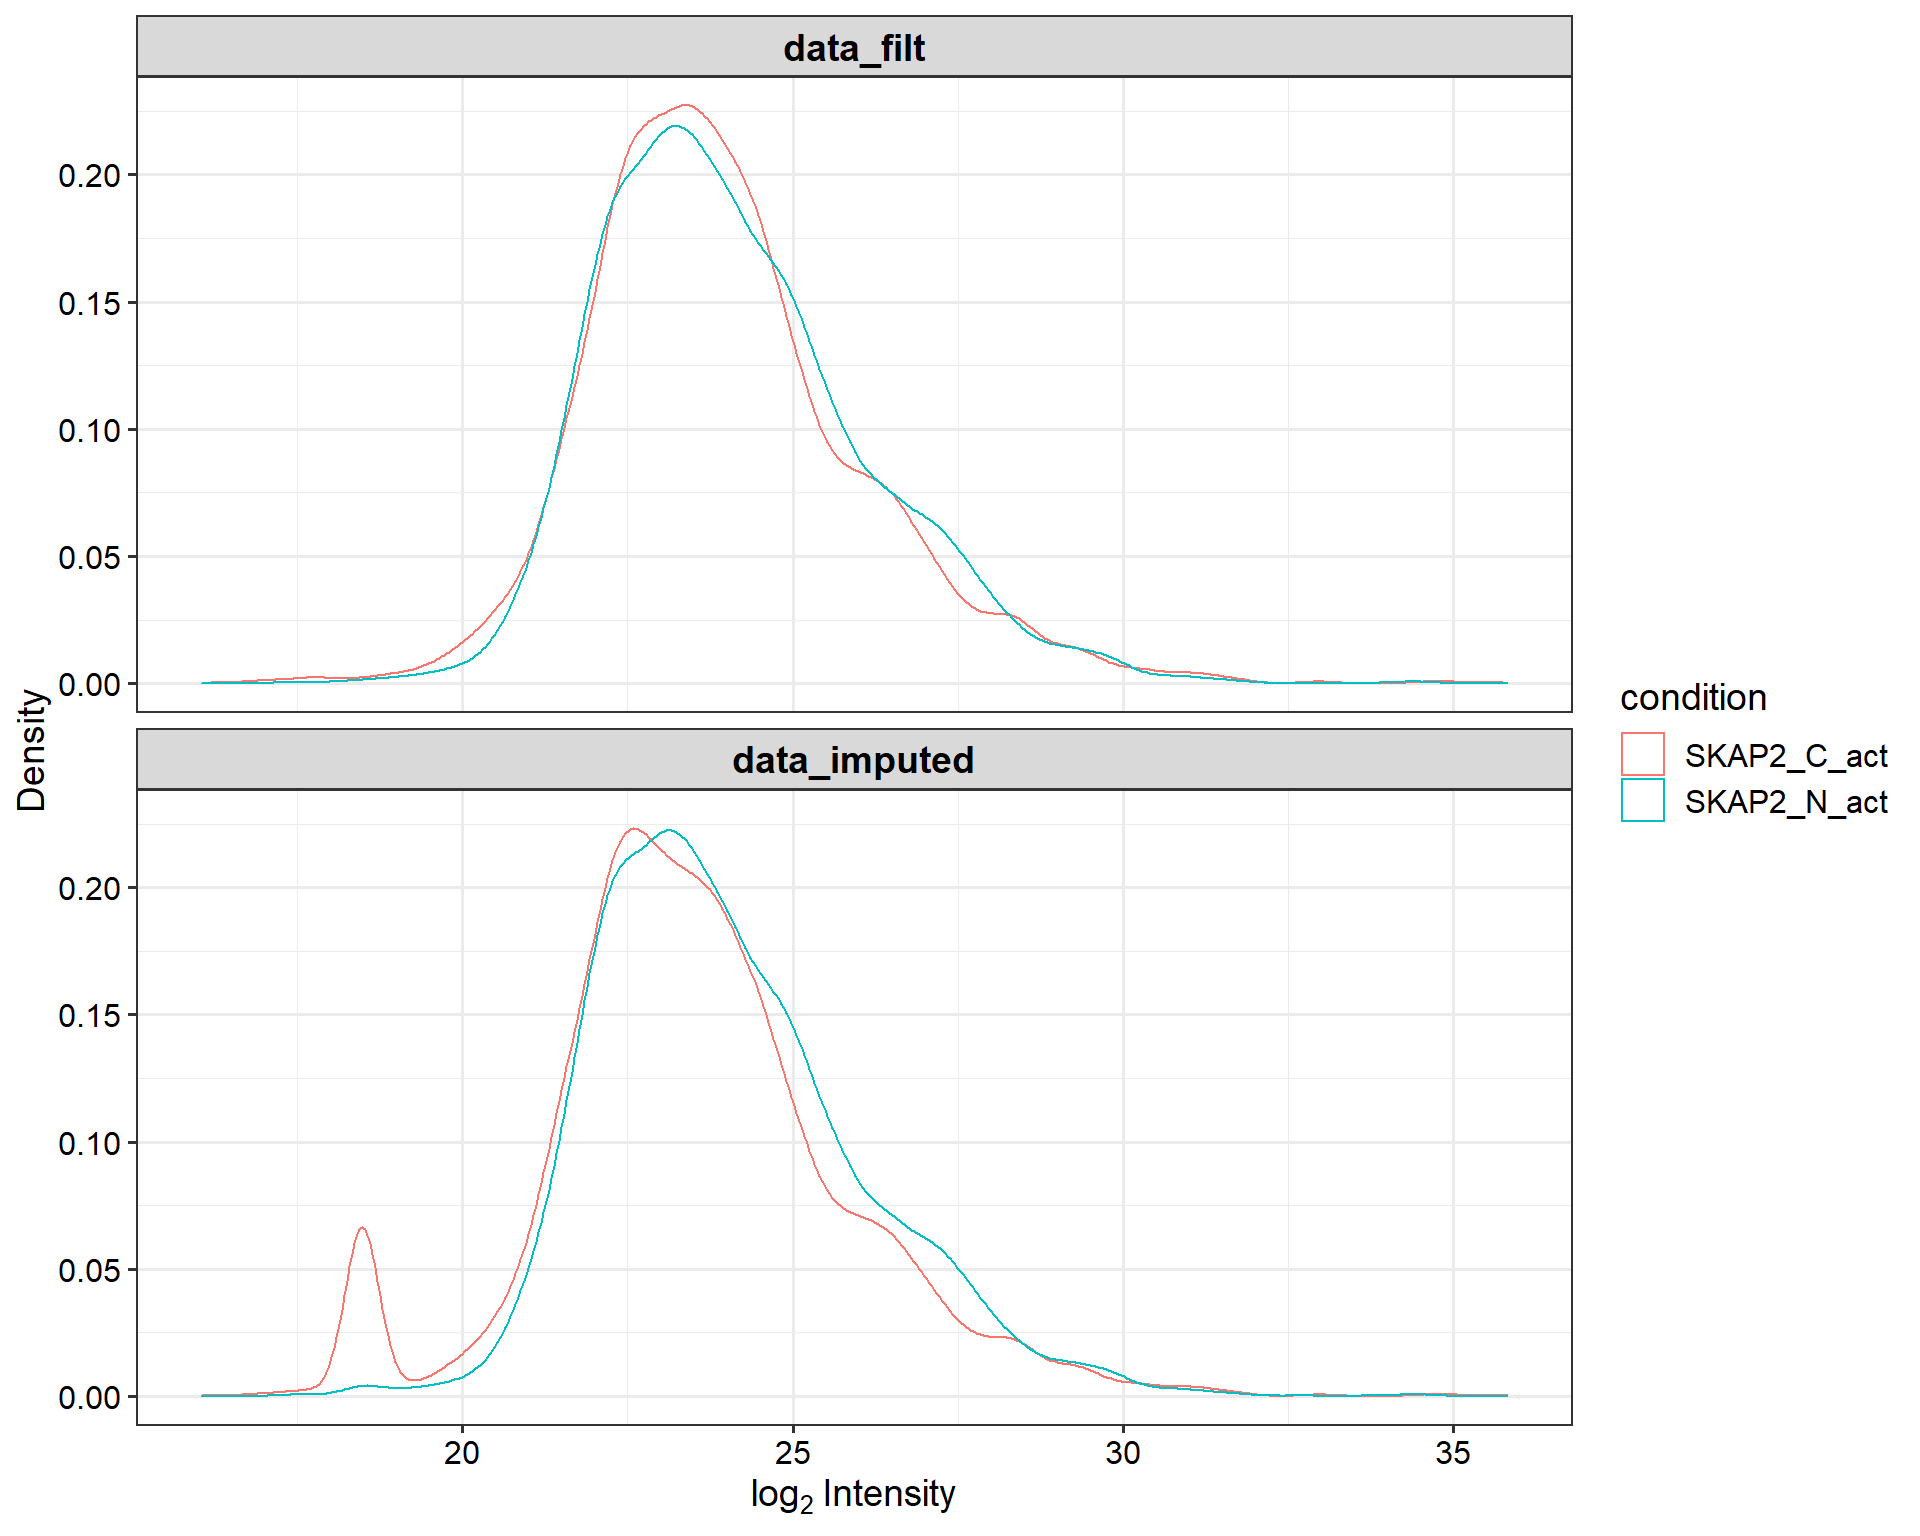 data_filt
0.20
0.15
0.10
0.05
0.00
data_imputed
0.20
0.15
0.10
0.05
0.00
20 25 30 35
log₂ Intensity
Density
condition
SKAP2_C_act
SKAP2_N_act